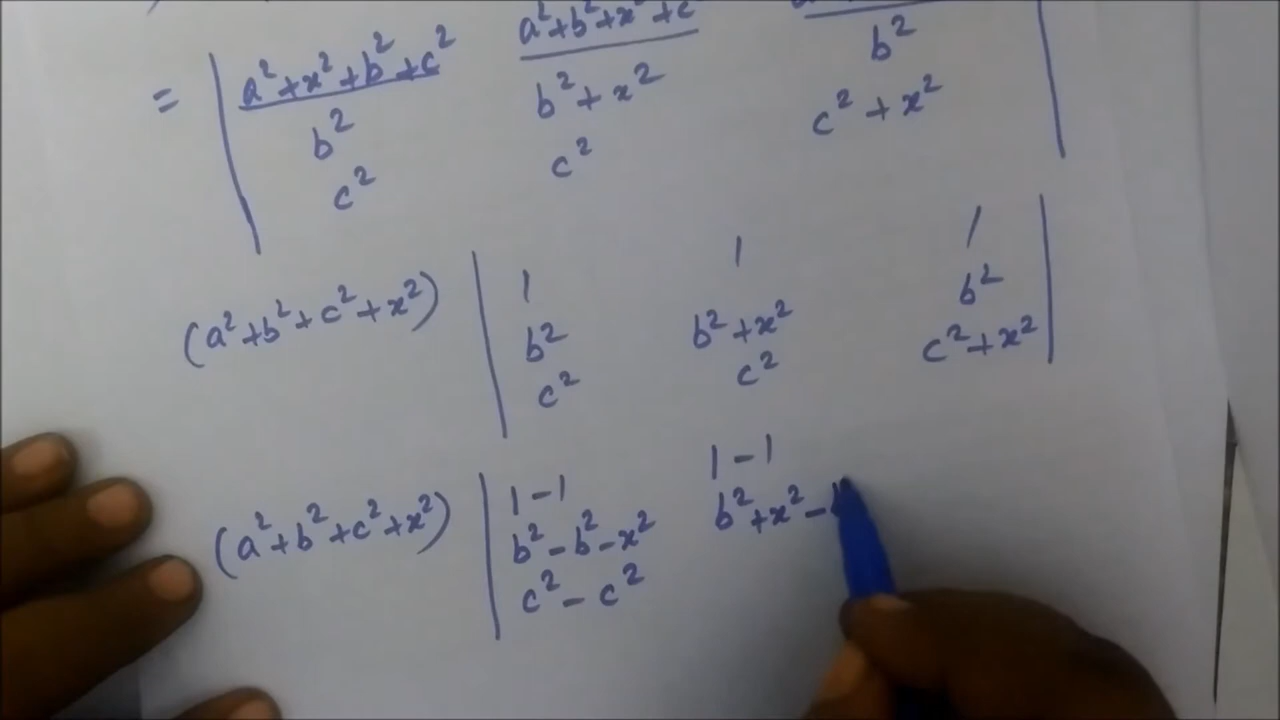 a²+b²+x²+c
= | a²+x²+b²+c² b²+x² b² |
b² c² c²+x²
c²
(a²+b²+c²+x²) | 1 1 1 |
b² b²+x² b²
c² c² c²+x²
(a²+b²+c²+x²) | 1-1 1-1
b²-b²-x² b²+x²-
c²-c²